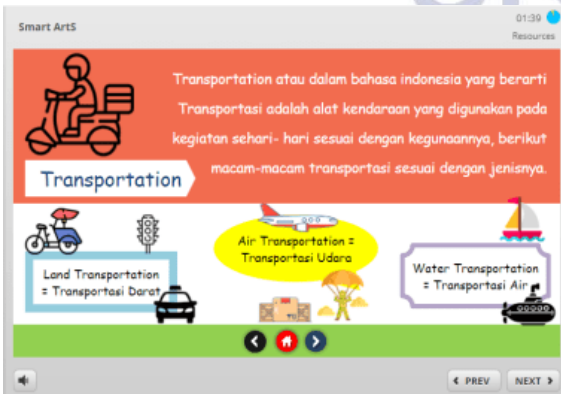 Smart ArtS
01:39
Resources
Transportation atau dalam bahasa indonesia yang berarti
Transportasi adalah alat kendaraan yang digunakan pada
kegiatan sehari- hari sesuai dengan kegunaannya, berikut
macam-macam transportasi sesuai dengan jenisnya.
Transportation
Land Transportation
= Transportasi Darat
Air Transportation =
Transportasi Udara
Water Transportation
= Transportasi Air
PREV
NEXT